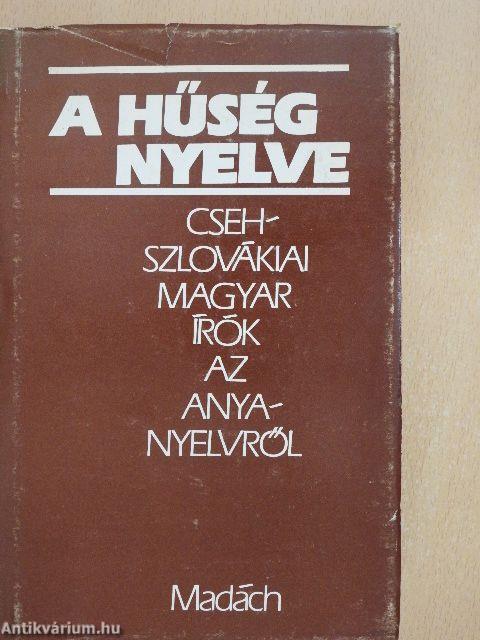 A HŰSÉG
NYELVE
CSEH-
SZLOVÁKIAI
MAGYAR
ÍRÓK
AZ
ANYA-
NYELVRŐL
Madách
Antikvárium.hu